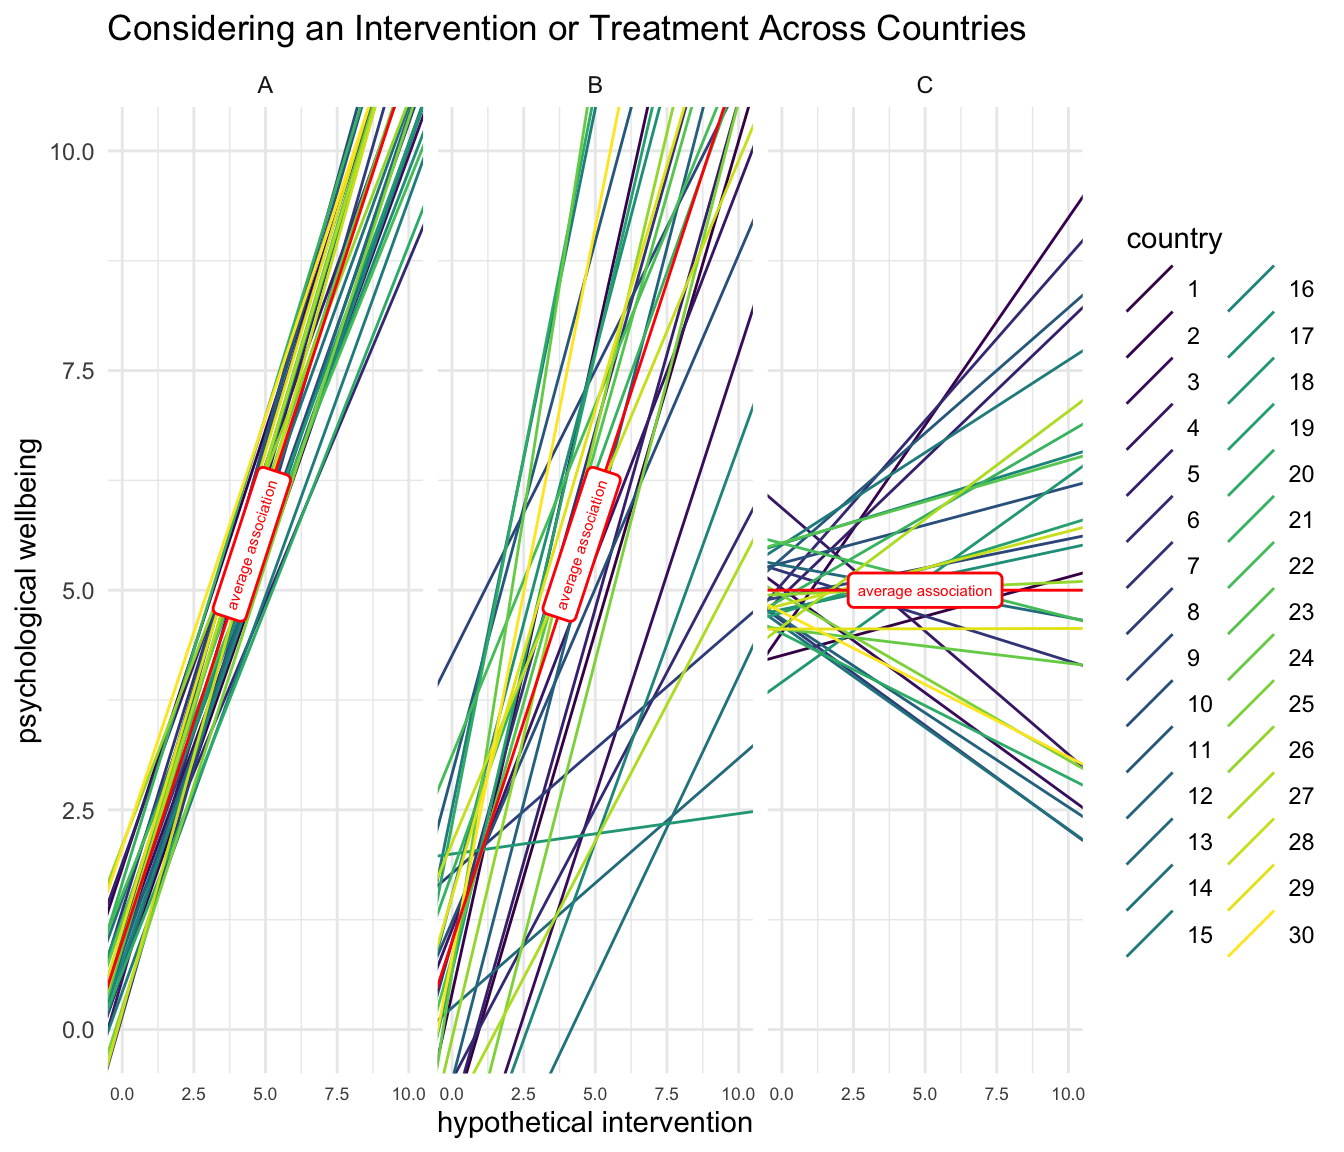 Considering an Intervention or Treatment Across Countries
A
B
C
psychological wellbeing
10.0
7.5
5.0
2.5
0.0
average association
average association
average association
0.0 2.5 5.0 7.5 10.0
0.0 2.5 5.0 7.5 10.0
0.0 2.5 5.0 7.5 10.0
hypothetical intervention
country
1
2
3
4
5
6
7
8
9
10
11
12
13
14
15
16
17
18
19
20
21
22
23
24
25
26
27
28
29
30